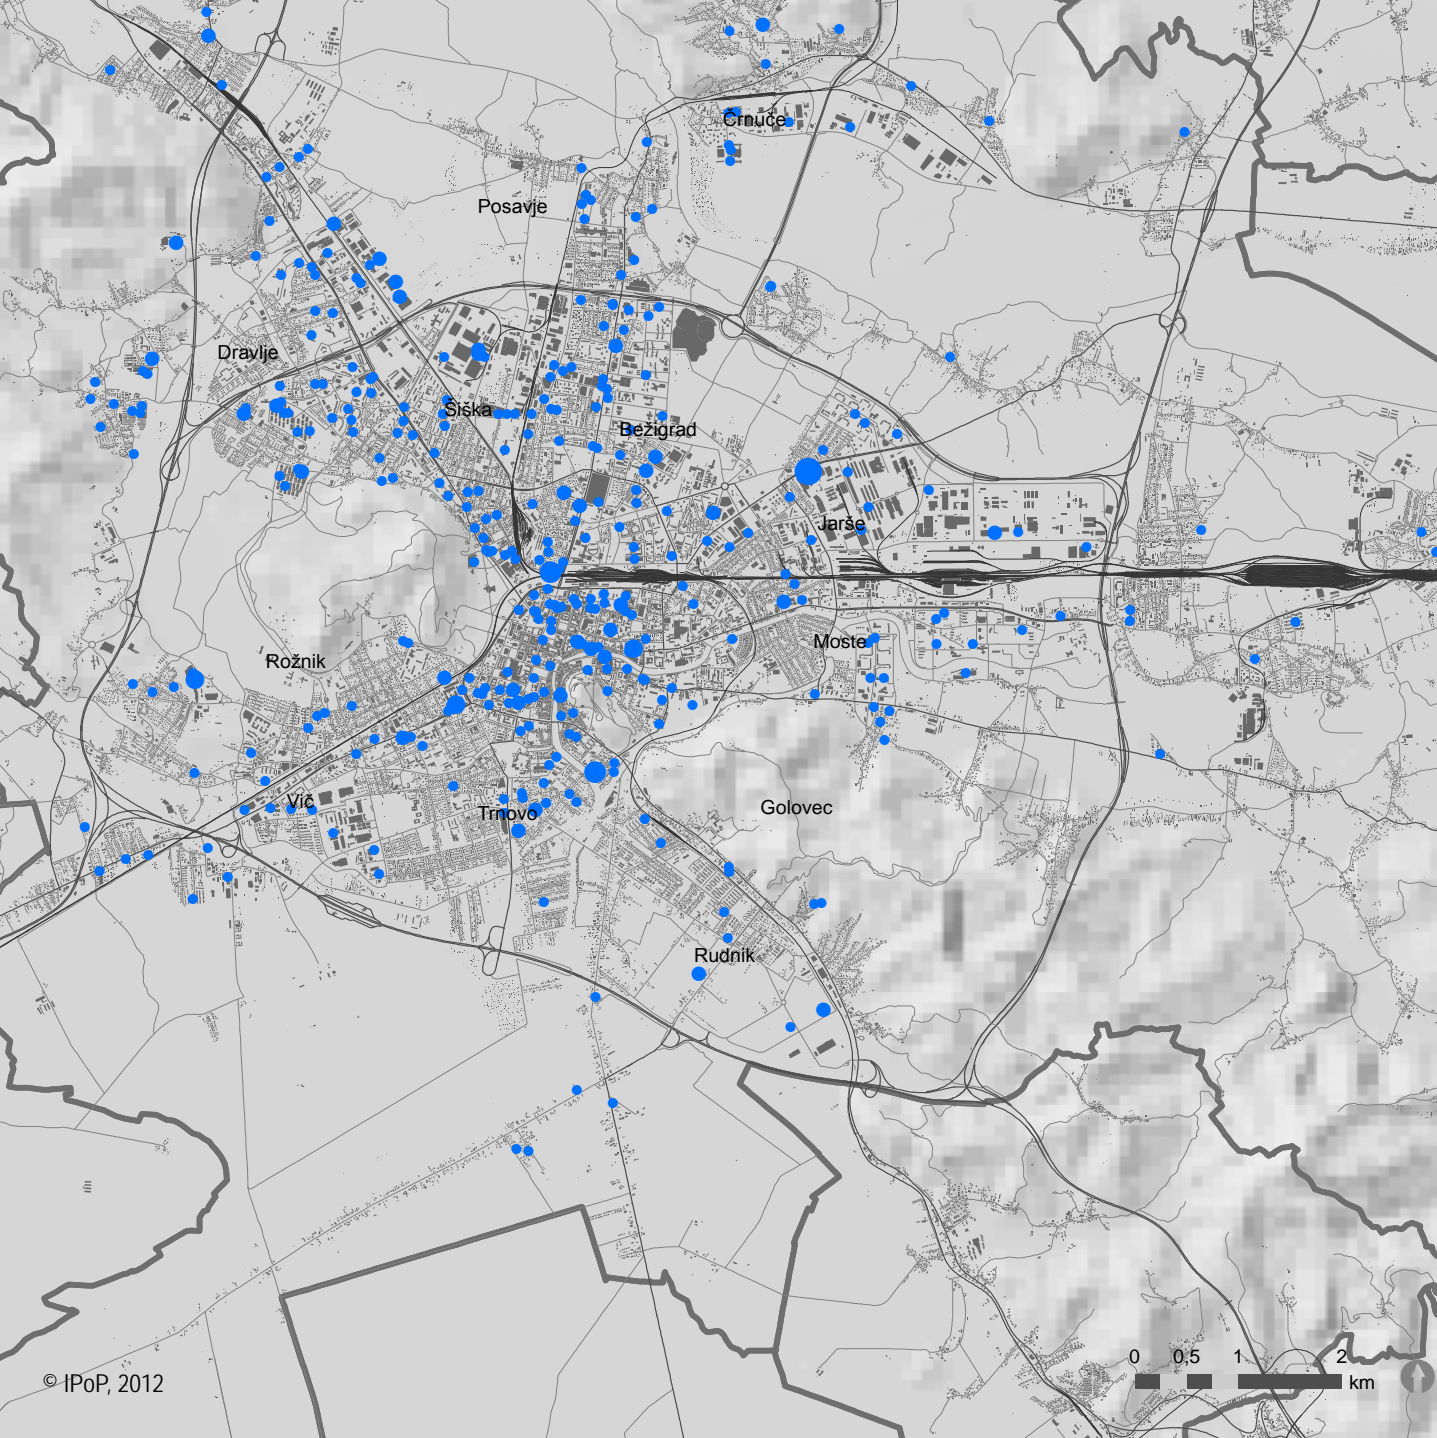 Črnuče
Posavje
Dravlje
Šiška
Bežigrad
Jarše
Moste
Rožnik
Vič
Trnovo
Golovec
Rudnik
0 0,5 1 2
km
© IPoP, 2012